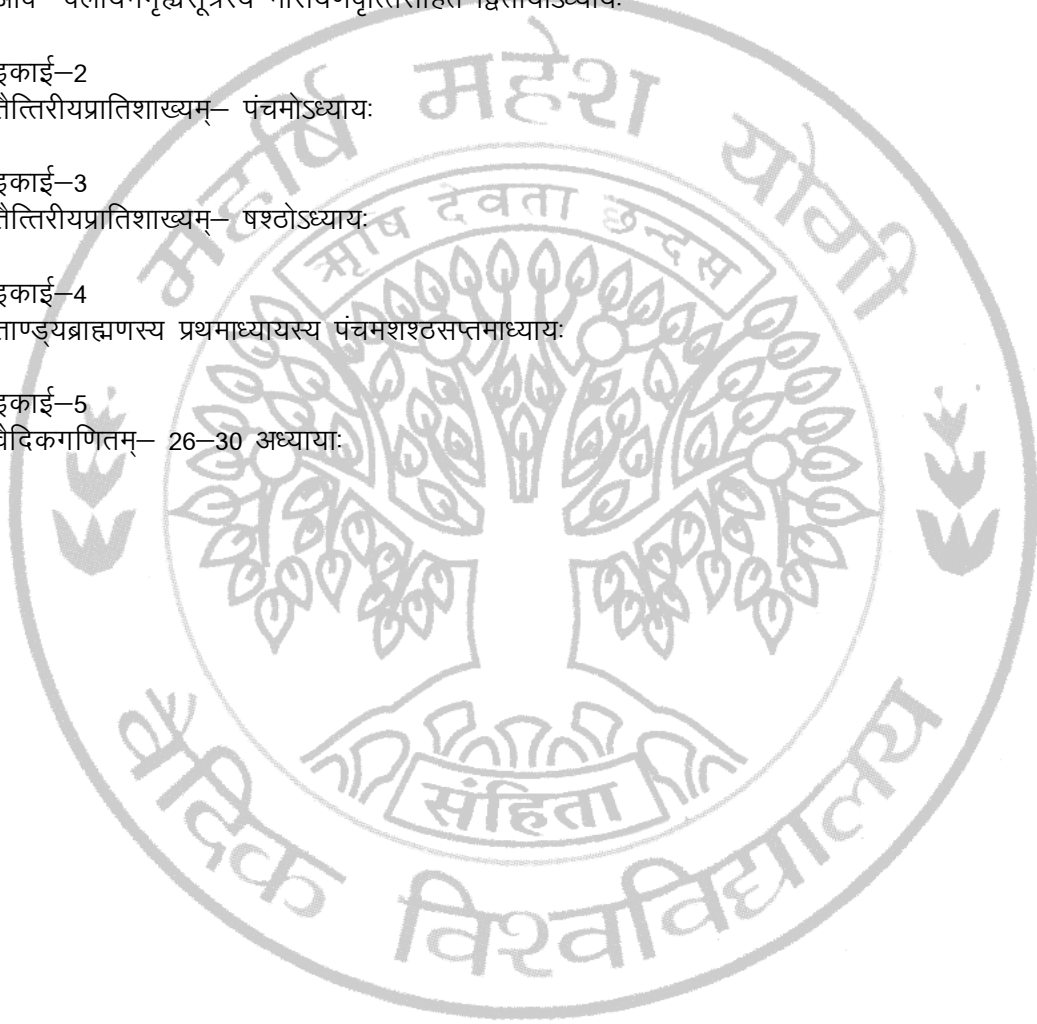 इकाई–2
तैत्तिरीयप्रातिशाख्यम्– पंचमोऽध्यायः
इकाई–3
तैत्तिरीयप्रातिशाख्यम्– षश्ठोऽध्यायः
इकाई–4
ताण्ड्यब्राह्मणस्य प्रथमाध्यायस्य पंचमशश्ठसप्तमाध्यायः
इकाई–5
वैदिकगणितम्– 26–30 अध्यायाः
महर्षि महेश योगी
ऋषि देवता छन्दस
संहिता
वैदिक विश्वविद्यालय